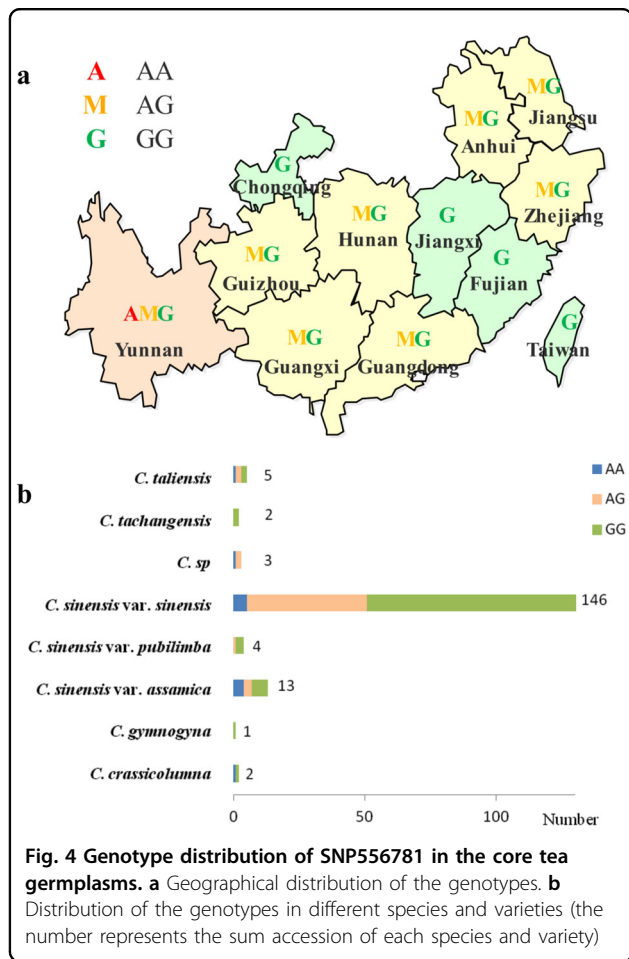 a
A AA
M AG
G GG
MG
Jiangsu
MG
Anhui
G
Chongqing
MG
Zhejiang
MG
Hunan
G
Jiangxi
MG
Guizhou
G
Fujian
AMG
Yunnan
MG
Guangxi
MG
Guangdong
G
Taiwan
b
AA
AG
GG
C. taliensis 5
C. tachangensis 2
C. sp 3
C. sinensis var. sinensis 146
C. sinensis var. pubilimba 4
C. sinensis var. assamica 13
C. gymnogyna 1
C. crassicolumna 2
0 50 100 Number
Fig. 4 Genotype distribution of SNP556781 in the core tea
germplasms. a Geographical distribution of the genotypes. b
Distribution of the genotypes in different species and varieties (the
number represents the sum accession of each species and variety)